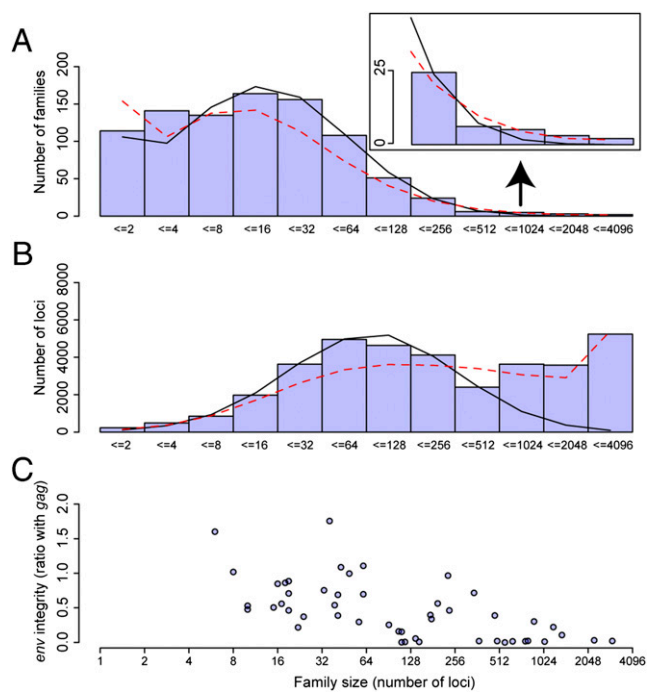 A
Number of families
200
150
100
50
0
25
0
<=2 <=4 <=8 <=16 <=32 <=64 <=128 <=256 <=512 <=1024 <=2048 <=4096
B
Number of loci
8000
6000
4000
2000
0
<=2 <=4 <=8 <=16 <=32 <=64 <=128 <=256 <=512 <=1024 <=2048 <=4096
C
env integrity (ratio with gag)
2.0
1.5
1.0
0.5
0.0
1 2 4 8 16 32 64 128 256 512 1024 2048 4096
Family size (number of loci)